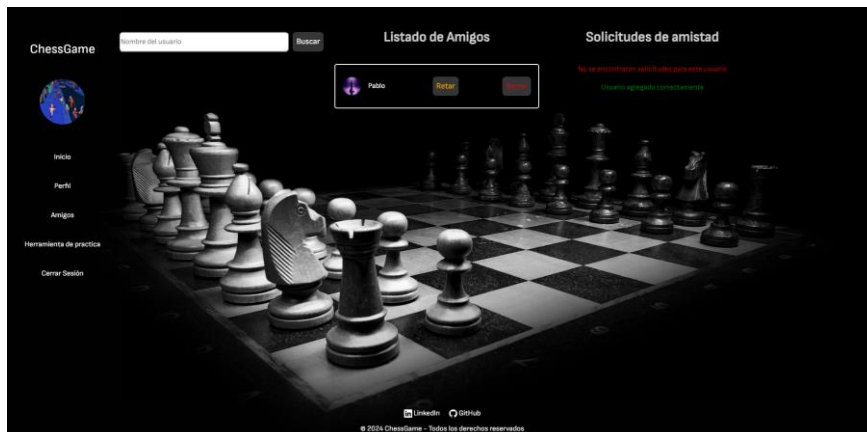 ChessGame
Inicio
Perfil
Amigos
Herramienta de practica
Cerrar Sesión
Nombre del usuario
Buscar
Listado de Amigos
Pablo
Retar
Solicitudes de amistad
No se encontraron solicitudes para este usuario
Usuario agregado correctamente
LinkedIn GitHub
© 2024 ChessGame - Todos los derechos reservados